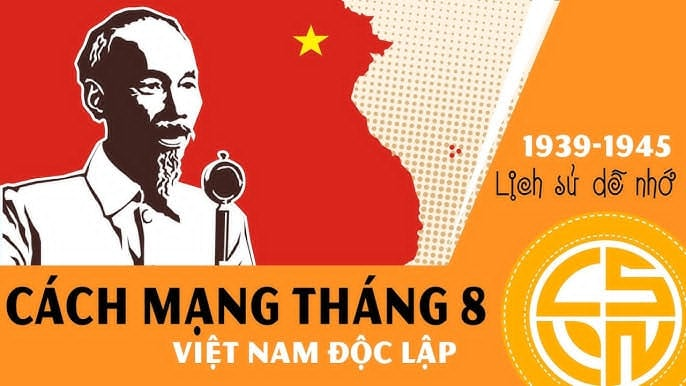 1939-1945
Lịch sử dễ nhớ
CÁCH MẠNG THÁNG 8
VIỆT NAM ĐỘC LẬP